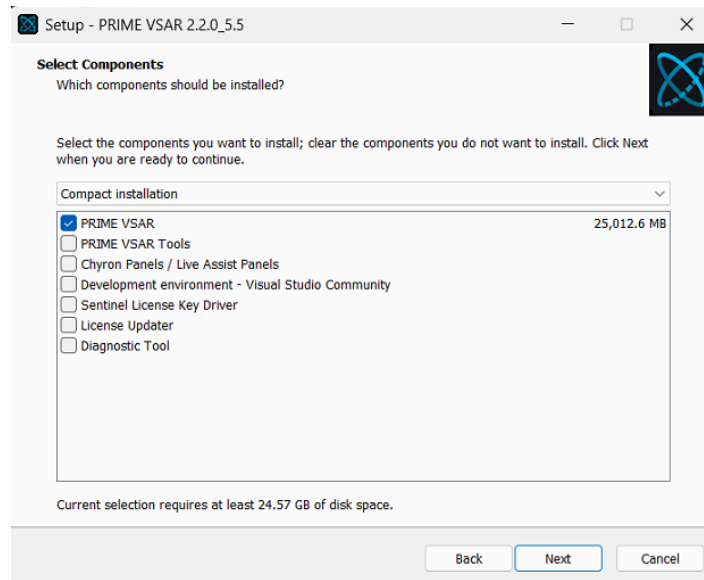 Setup - PRIME VSAR 2.2.0_5.5
Select Components
Which components should be installed?
Select the components you want to install; clear the components you do not want to install. Click Next
when you are ready to continue.
Compact installation
PRIME VSAR 25,012.6 MB
PRIME VSAR Tools
Chyron Panels / Live Assist Panels
Development environment - Visual Studio Community
Sentinel License Key Driver
License Updater
Diagnostic Tool
Current selection requires at least 24.57 GB of disk space.
Back Next Cancel